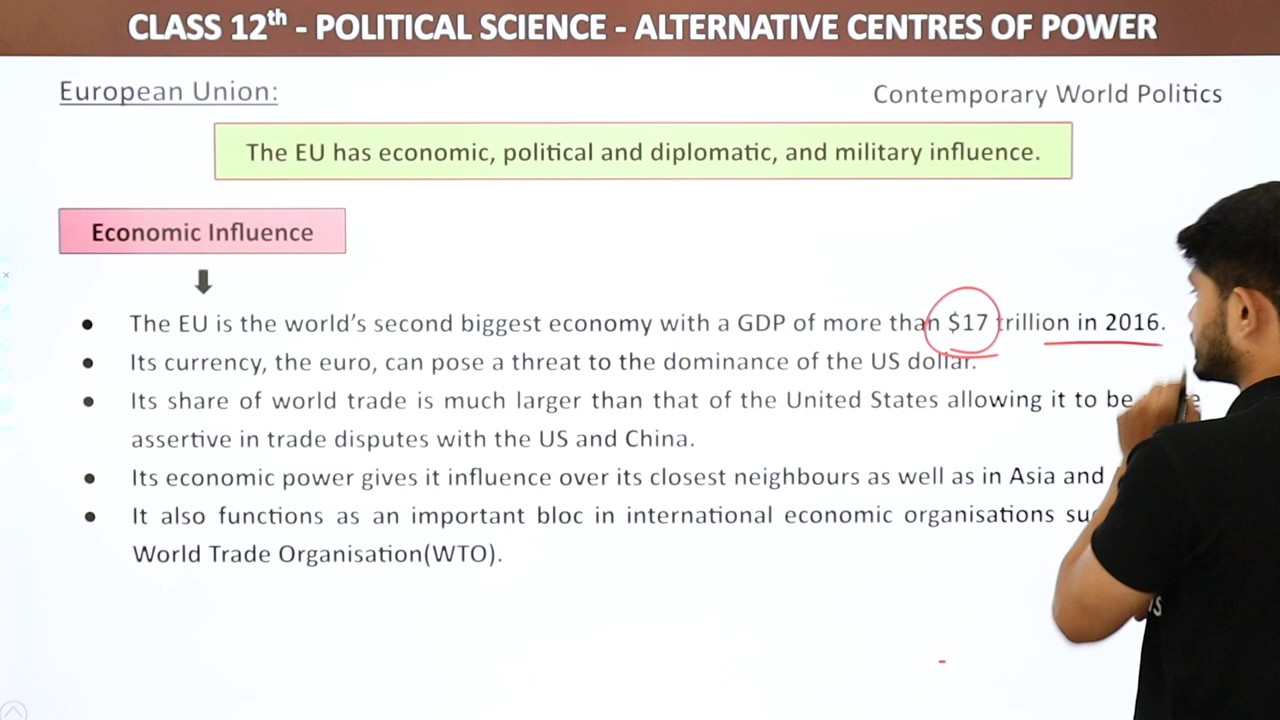 CLASS 12th - POLITICAL SCIENCE - ALTERNATIVE CENTRES OF POWER
European Union:
Contemporary World Politics
The EU has economic, political and diplomatic, and military influence.
Economic Influence
• The EU is the world's second biggest economy with a GDP of more than $17 trillion in 2016.
• Its currency, the euro, can pose a threat to the dominance of the US dollar.
• Its share of world trade is much larger than that of the United States allowing it to be
assertive in trade disputes with the US and China.
• Its economic power gives it influence over its closest neighbours as well as in Asia and
• It also functions as an important bloc in international economic organisations
World Trade Organisation(WTO).